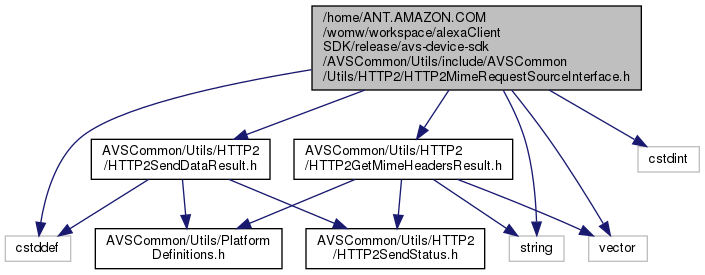 /home/ANT.AMAZON.COM
/womw/workspace/alexaClient
SDK/release/avs-device-sdk
/AVSCommon/Utils/include/AVSCommon
/Utils/HTTP2/HTTP2MimeRequestSourceInterface.h
AVSCommon/Utils/HTTP2
/HTTP2SendDataResult.h
AVSCommon/Utils/HTTP2
/HTTP2GetMimeHeadersResult.h
cstdint
cstddef
AVSCommon/Utils/Platform
Definitions.h
AVSCommon/Utils/HTTP2
/HTTP2SendStatus.h
string
vector